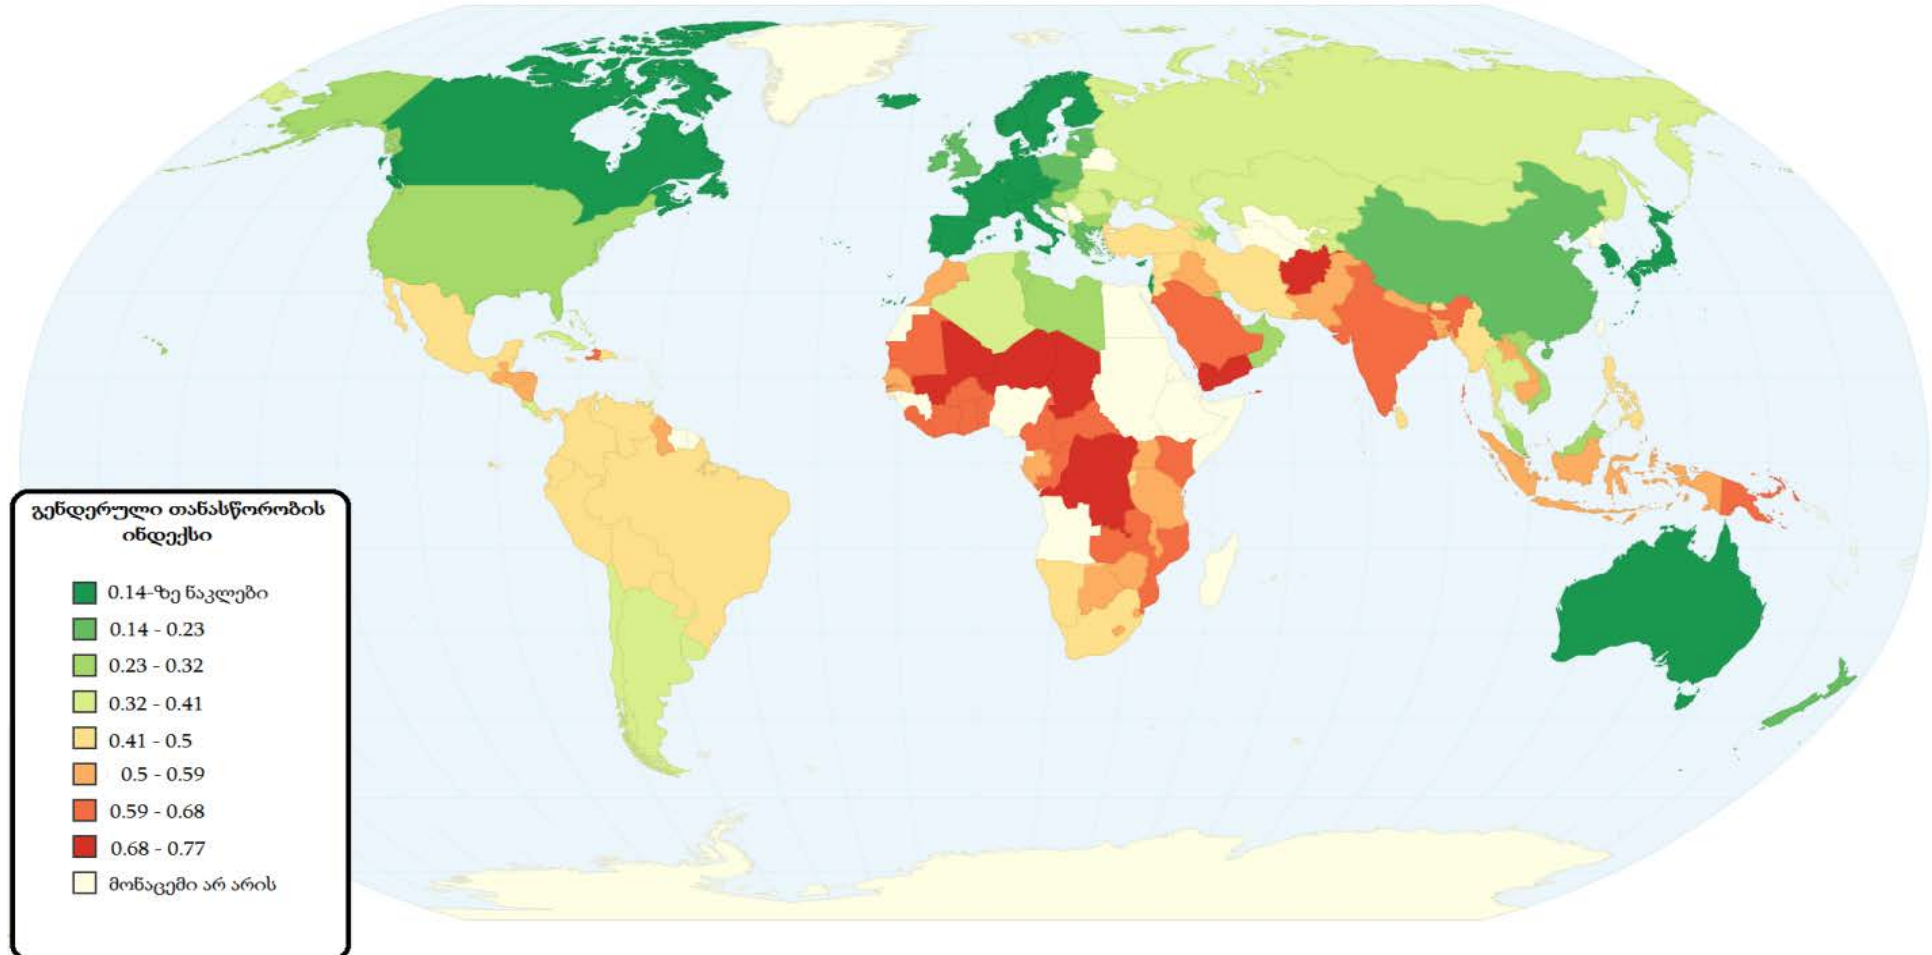 გენდერული თანასწორობის
ინდექსი
0.14-ზე ნაკლები
0.14 - 0.23
0.23 - 0.32
0.32 - 0.41
0.41 - 0.5
0.5 - 0.59
0.59 - 0.68
0.68 - 0.77
მონაცემი არ არის